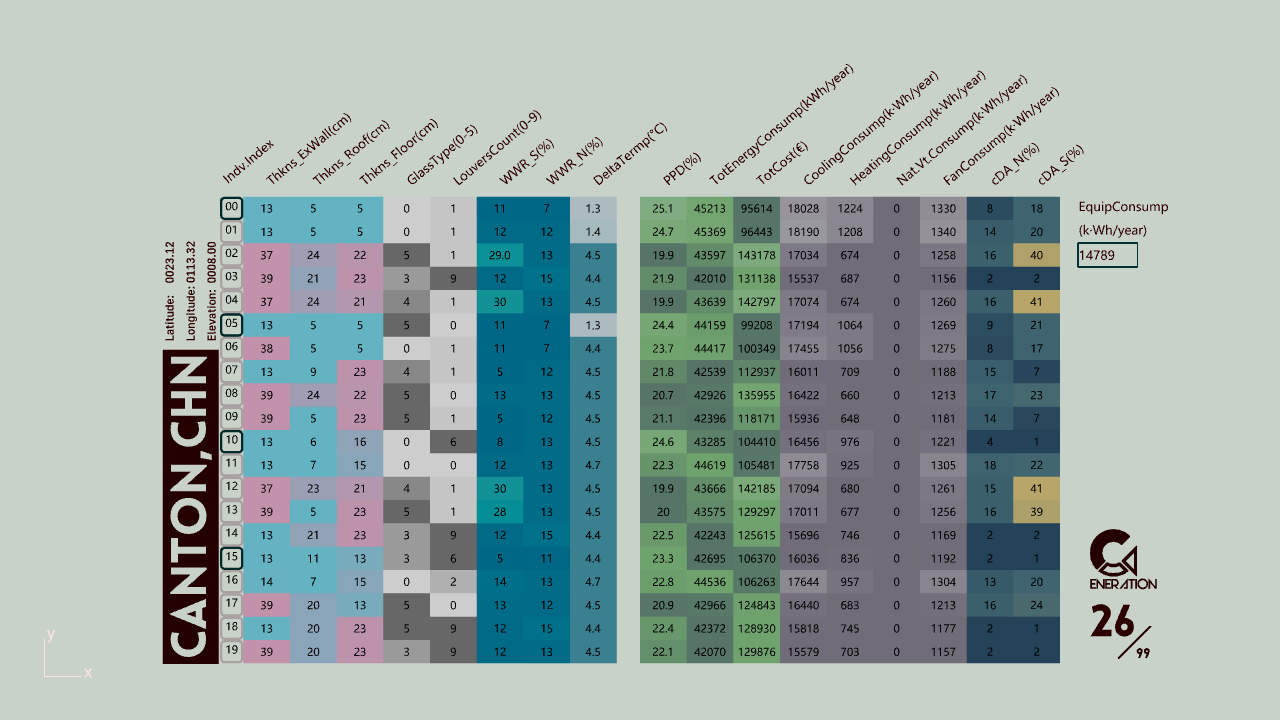 Indv.Index Thkns_ExWall(cm) Thkns_Roof(cm) Thkns_Floor(cm) GlassType(0-5) LouversCount(0-9) WWR_S(%) WWR_N(%) DeltaTermp(°C) PPD(%) TotEnergyConsump(kWh/year) TotCost(€) CoolingConsump(k·Wh/year) HeatingConsump(k·Wh/year) Nat.Vt.Consump(k·Wh/year) FanConsump(k·Wh/year) cDA_N(%) cDA_S(%)
00 13 5 5 0 1 11 7 1.3 25.1 45213 95614 18028 1224 0 1330 8 18
01 13 5 5 0 1 12 12 1.4 24.7 45369 96443 18190 1208 0 1340 14 20
02 37 24 22 5 1 29.0 13 4.5 19.9 43597 143178 17034 674 0 1258 16 40
03 39 21 23 3 9 12 15 4.4 21.9 42010 131138 15537 687 0 1156 2 2
04 37 24 21 4 1 30 13 4.5 19.9 43639 142797 17074 674 0 1260 16 41
05 13 5 5 5 0 11 7 1.3 24.4 44159 99208 17194 1064 0 1269 9 21
06 38 5 5 0 1 11 7 4.4 23.7 44417 100349 17455 1056 0 1275 8 17
07 13 9 23 4 1 5 12 4.4 21.8 42539 112937 16011 709 0 1188 15 7
08 39 24 22 5 0 13 13 4.5 20.7 42926 135955 16422 660 0 1213 17 23
09 39 5 23 5 1 5 12 4.5 21.1 42396 118171 15936 648 0 1181 14 7
10 13 6 16 0 6 8 13 4.5 24.6 43285 104410 16456 976 0 1221 4 1
11 13 7 15 0 0 12 13 4.7 22.3 44619 105481 17758 925 0 1305 18 22
12 37 23 21 4 1 30 13 4.5 19.9 43666 142185 17094 680 0 1261 15 41
13 39 5 23 5 1 28 13 4.5 20 43575 129297 17011 677 0 1256 16 39
14 13 21 23 3 9 12 15 4.4 22.5 42243 125615 15696 746 0 1169 2 2
15 13 11 13 3 6 5 11 4.4 23.3 42695 106370 16036 836 0 1192 2 1
16 14 7 15 0 2 14 13 4.7 22.8 44536 106263 17644 957 0 1304 13 20
17 39 20 13 5 0 13 12 4.5 20.9 42966 124843 16440 683 0 1213 16 24
18 13 20 23 5 9 12 15 4.4 22.4 42372 128930 15818 745 0 1177 2 1
19 39 20 23 3 9 12 13 4.5 22.1 42070 129876 15579 703 0 1157 2 2
Latitude: 0023.12
Longitude: 0113.32
Elevation: 0008.00
CANTON,CHN
EquipConsump
(k·Wh/year)
14789
ENERATION
26/99
y
x